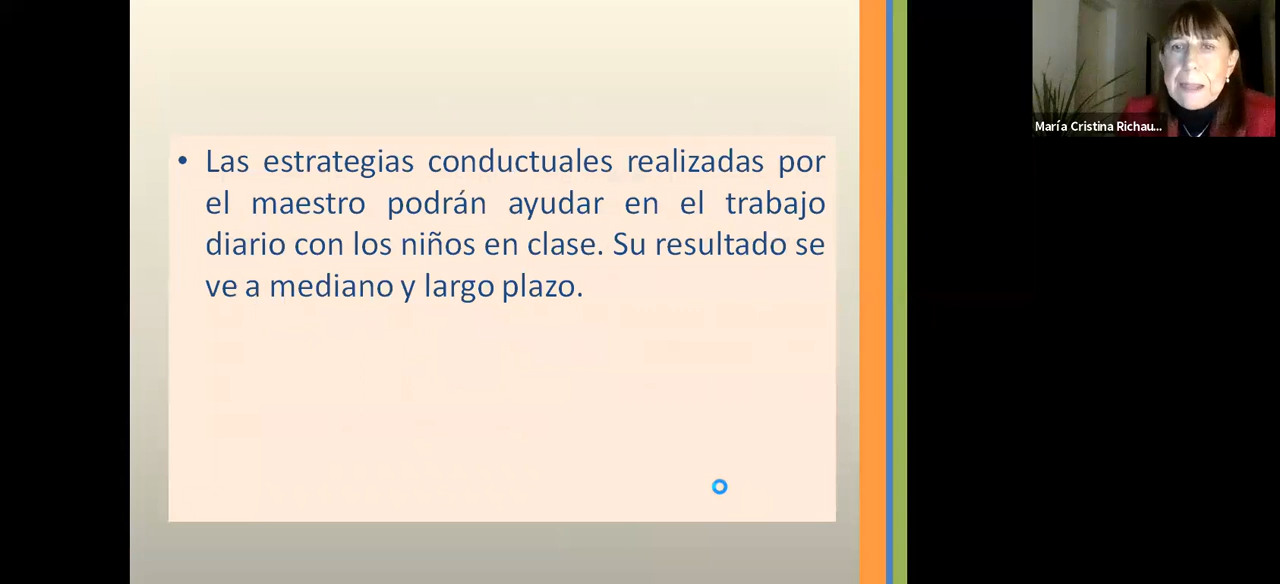 • Las estrategias conductuales realizadas por
el maestro podrán ayudar en el trabajo
diario con los niños en clase. Su resultado se
ve a mediano y largo plazo.
María Cristina Richau...